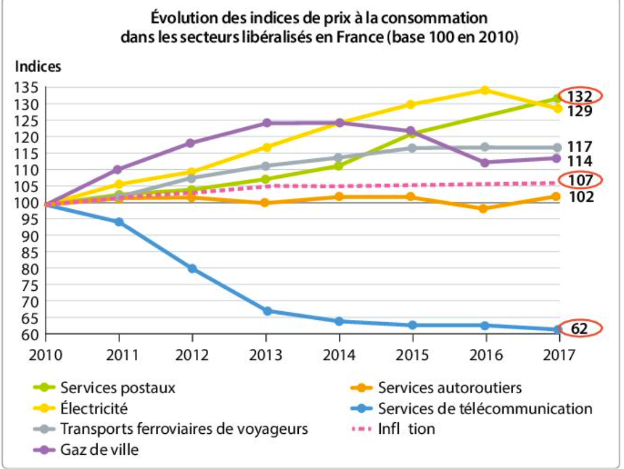 Évolution des indices de prix à la consommation
dans les secteurs libéralisés en France (base 100 en 2010)
Indices
135
130
125
120
115
110
105
100
95
90
85
80
75
70
65
60
132
129
117
114
107
102
62
2010 2011 2012 2013 2014 2015 2016 2017
Services postaux
Électricité
Transports ferroviaires de voyageurs
Gaz de ville
Services autoroutiers
Services de télécommunication
Infl tion